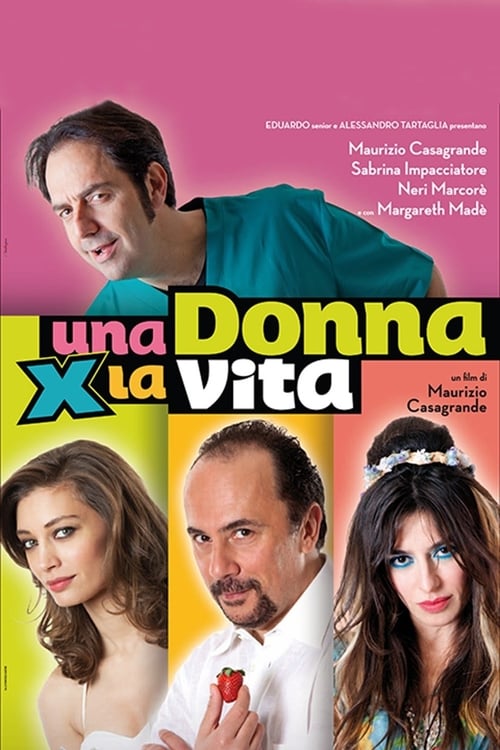 EDUARDO senior e ALESSANDRO TARTAGLIA presentano
Maurizio Casagrande
Sabrina Impacciatore
Neri Marcorè
e con Margareth Madè
una Donna
X la vita
un film di
Maurizio
Casagrande